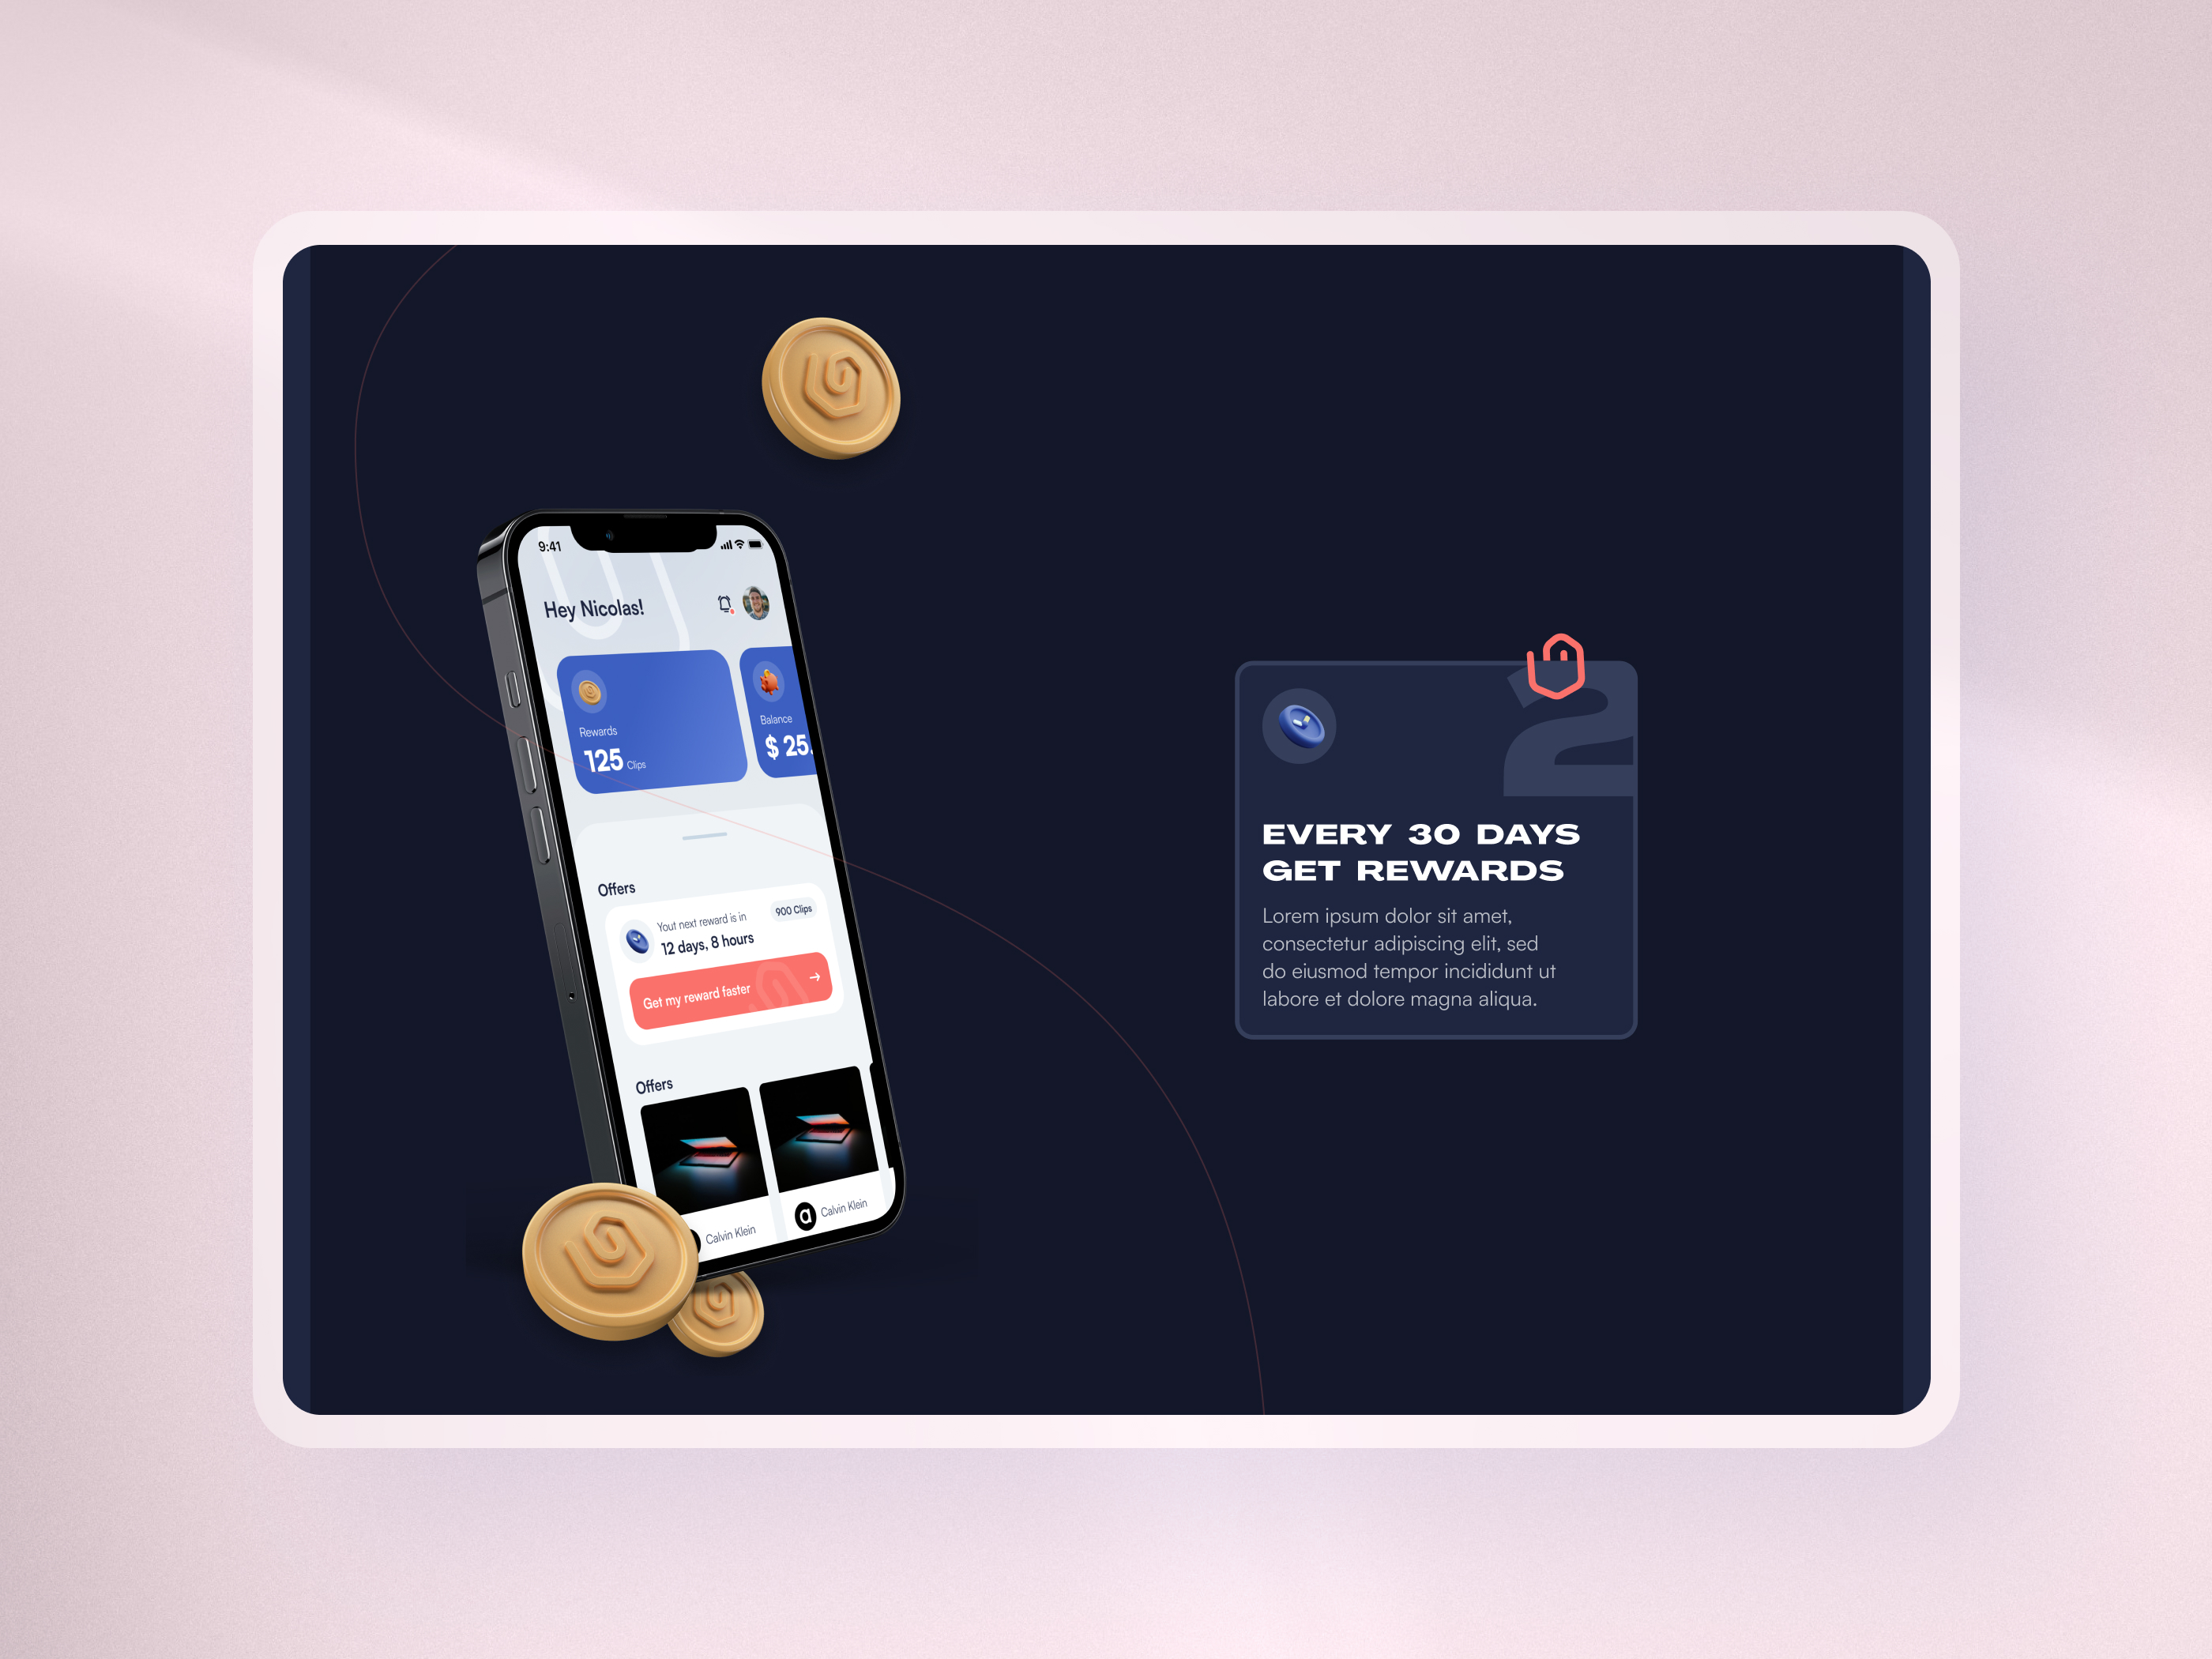 9:41
Hey Nicolas!
Rewards
125 Clips
Balance
$ 25.
Offers
Yout next reward is in
12 days, 8 hours
900 Clips
Get my reward faster
Offers
Calvin Klein
a
Calvin Klein
2
EVERY 30 DAYS
GET REWARDS
Lorem ipsum dolor sit amet,
consectetur adipiscing elit, sed
do eiusmod tempor incididunt ut
labore et dolore magna aliqua.